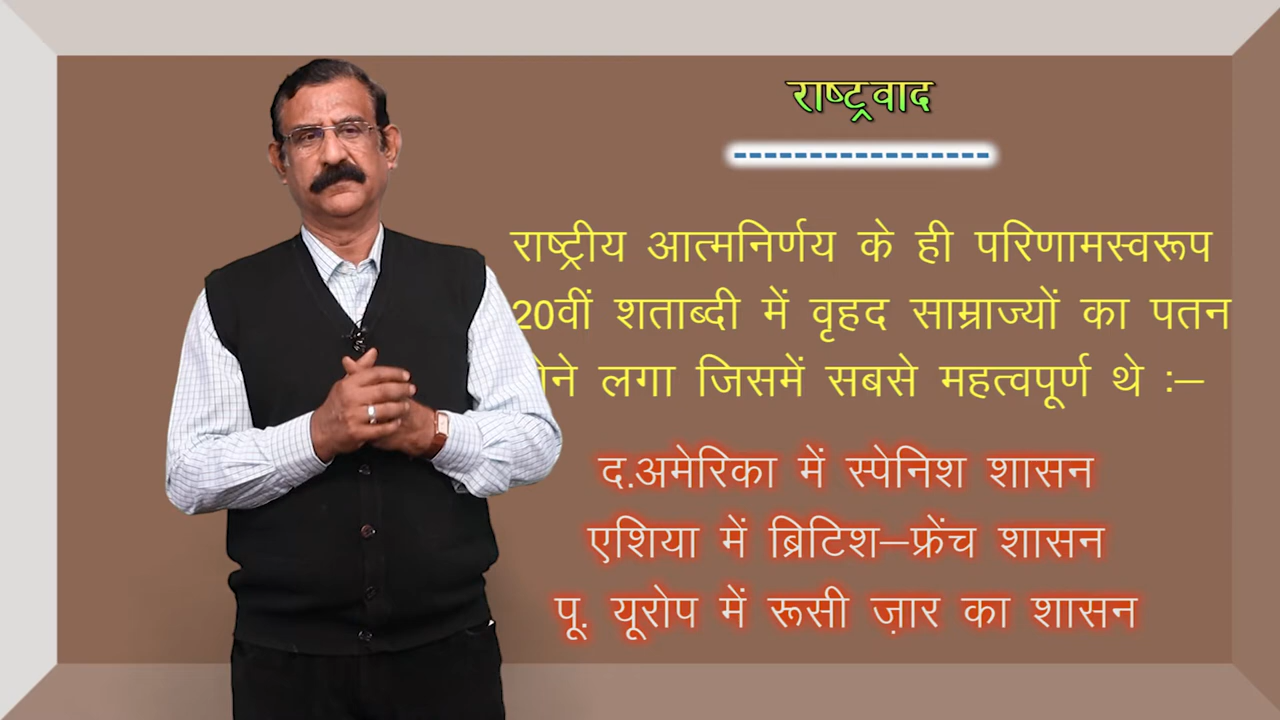 राष्ट्रवाद
-----------------
राष्ट्रीय आत्मनिर्णय के ही परिणामस्वरूप
20वीं शताब्दी में वृहद साम्राज्यों का पतन
लगा जिसमें सबसे महत्वपूर्ण थे :–
द.अमेरिका में स्पेनिश शासन
एशिया में ब्रिटिश–फ्रेंच शासन
पू. यूरोप में रूसी ज़ार का शासन